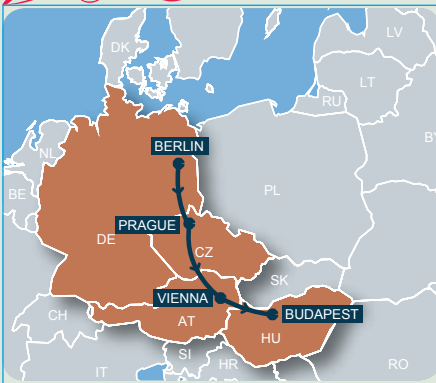 DK
LV
LT
RU
BY
NL
BERLIN
BE
PL
PRAGUE
DE
CZ
SK
VIENNA
CH
AT
BUDAPEST
HU
SI
HR
RO
IT